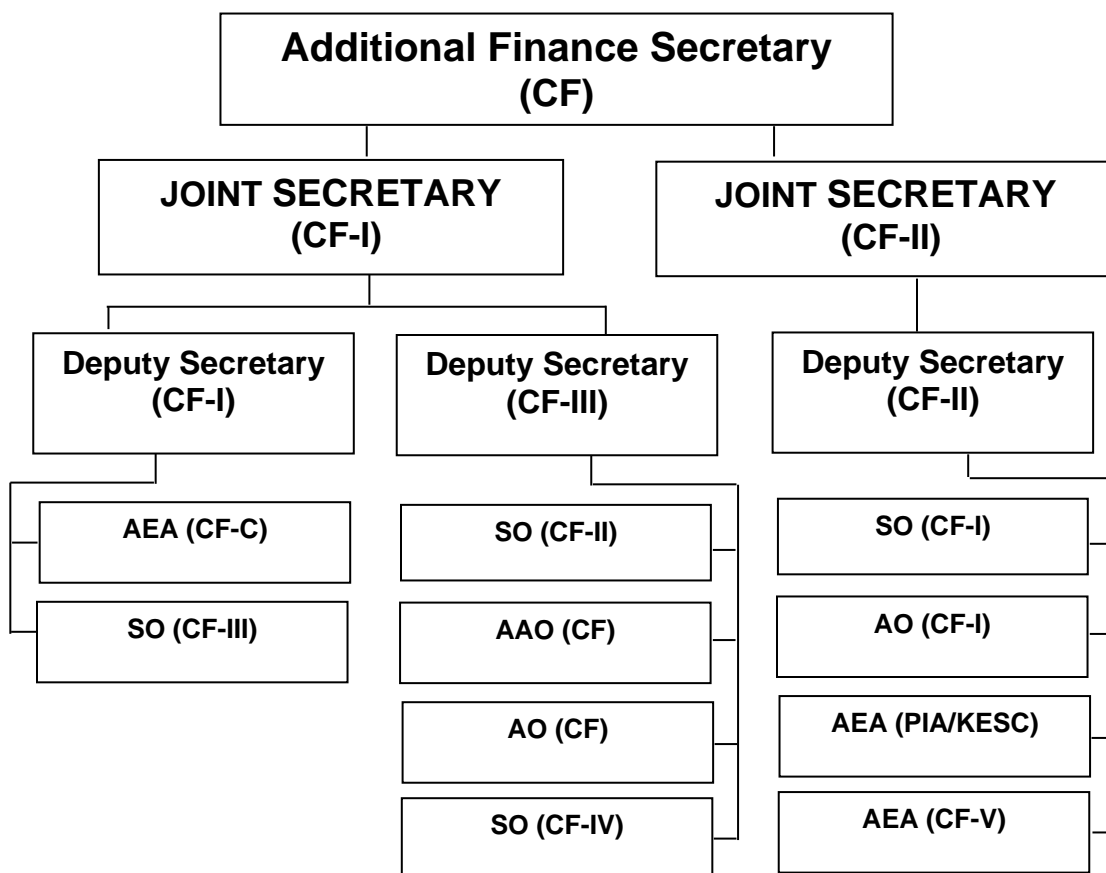 Additional Finance Secretary
(CF)
JOINT SECRETARY
(CF-I)
JOINT SECRETARY
(CF-II)
Deputy Secretary
(CF-I)
Deputy Secretary
(CF-III)
Deputy Secretary
(CF-II)
AEA (CF-C)
SO (CF-III)
SO (CF-II)
AAO (CF)
AO (CF)
SO (CF-IV)
SO (CF-I)
AO (CF-I)
AEA (PIA/KESC)
AEA (CF-V)